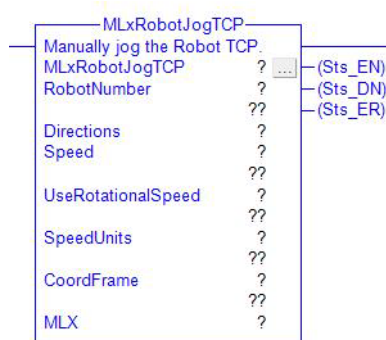 MLxRobotJogTCP
Manually jog the Robot TCP.
MLxRobotJogTCP ? ... (Sts_EN)
RobotNumber ? (Sts_DN)
?? (Sts_ER)
Directions ?
Speed ?
??
UseRotationalSpeed ?
??
SpeedUnits ?
??
CoordFrame ?
??
MLX ?